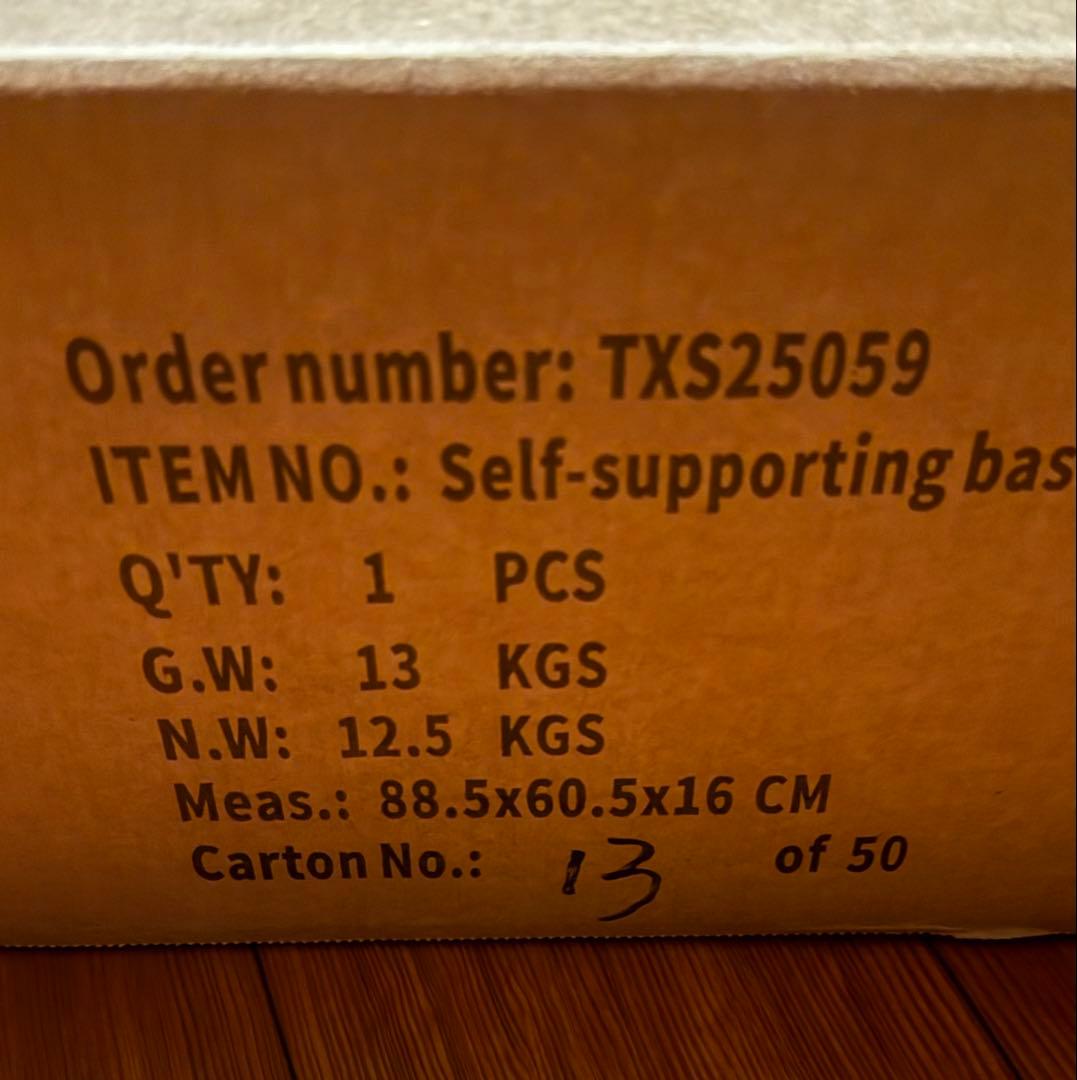 Order number: TXS25059
ITEM NO.: Self-supporting bas
Q'TY: 1 PCS
G.W: 13 KGS
N.W: 12.5 KGS
Meas.: 88.5x60.5x16 CM
Carton No.: 13 of 50